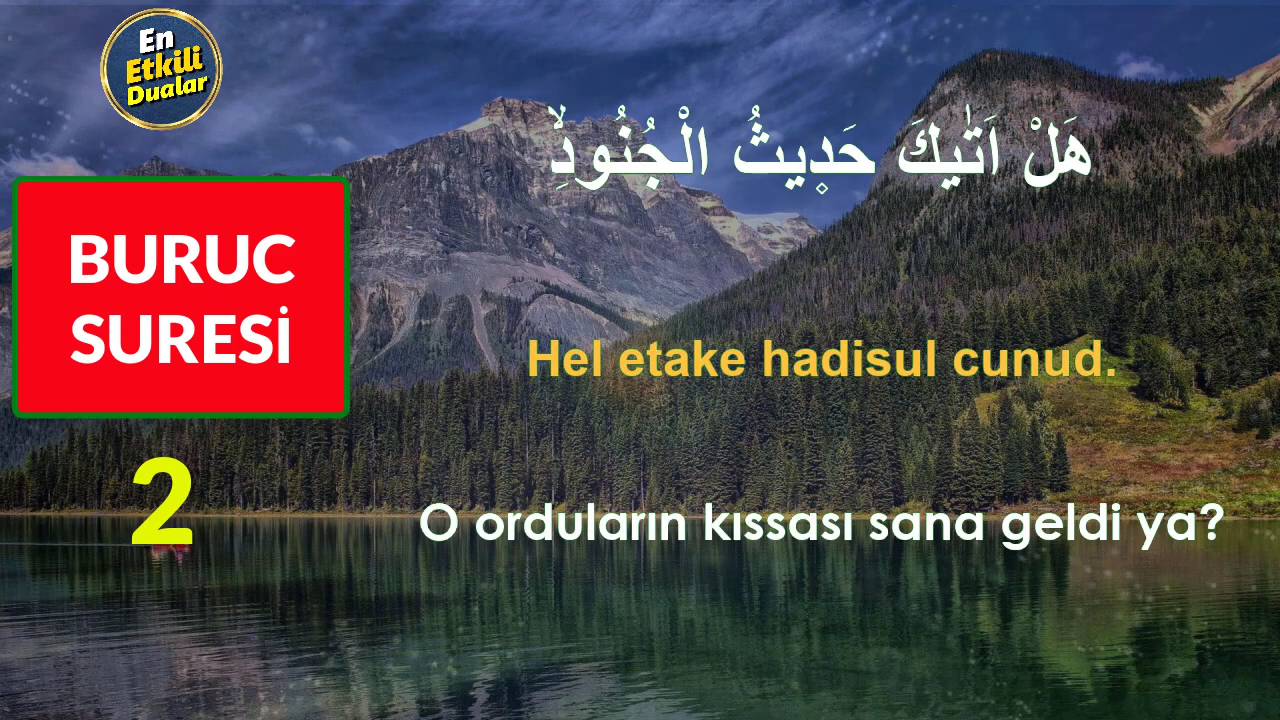 En
Etkili
Dualar
هَلْ اَتٰيكَ حَد۪يثُ الْجُنُودِۙ
BURUC
SURESİ
Hel etake hadisul cunud.
2
O orduların kıssası sana geldi ya?